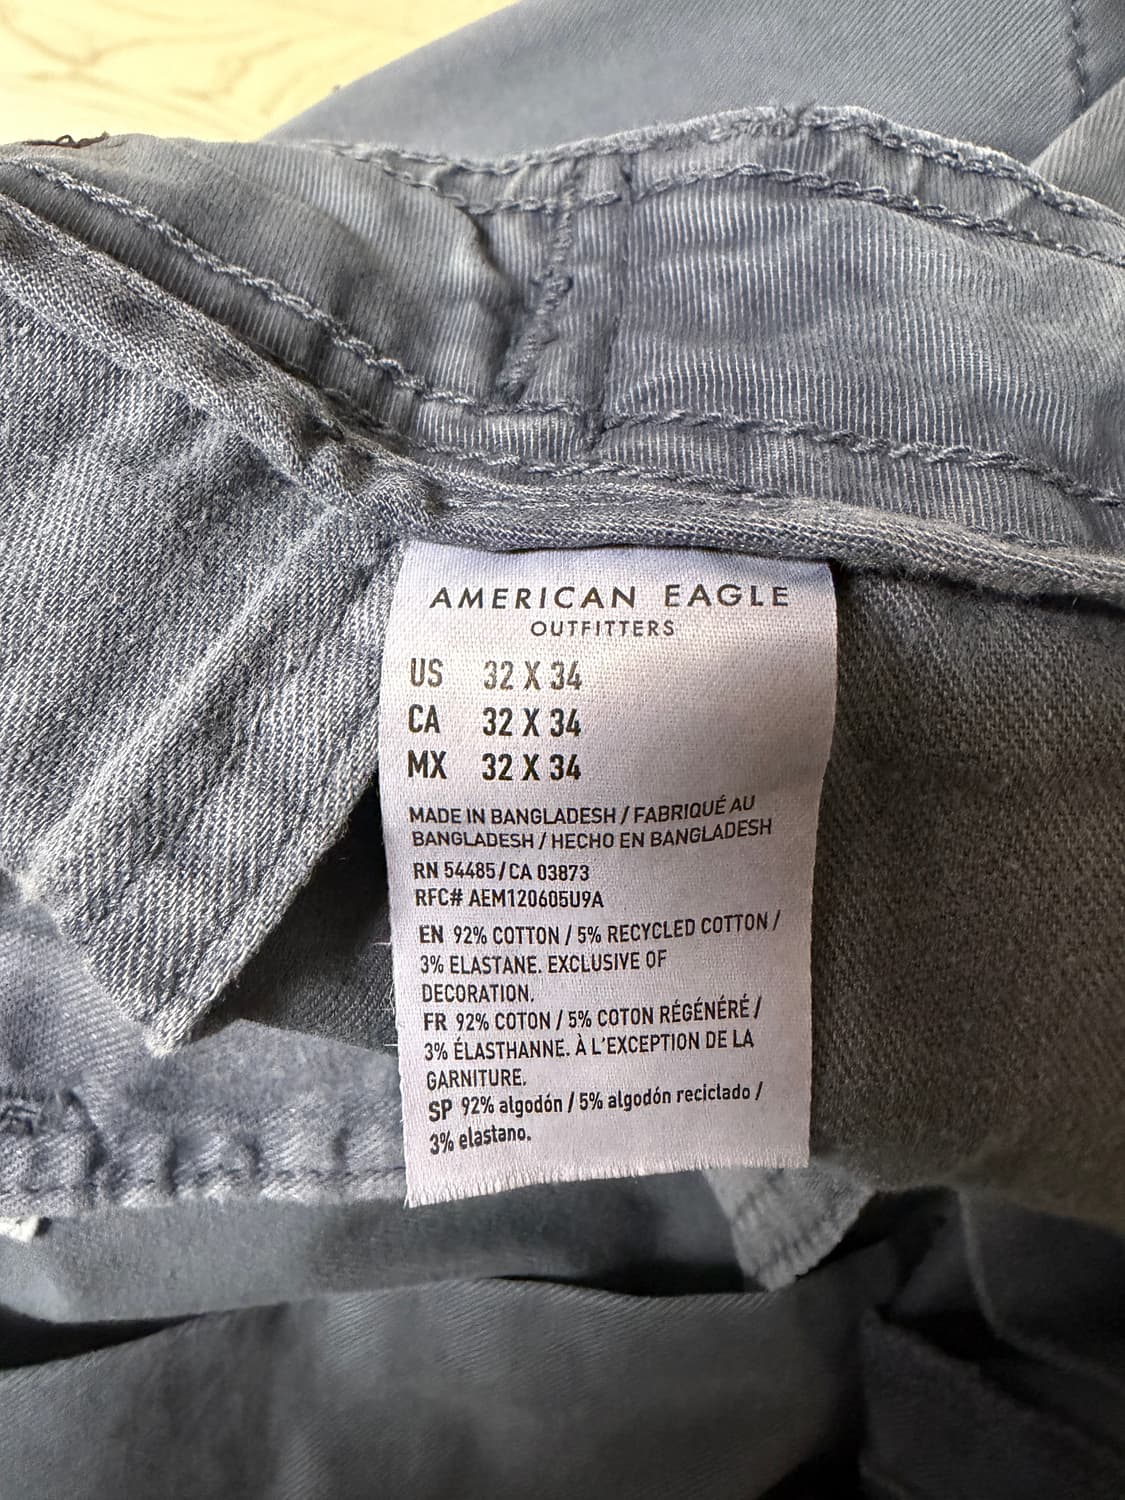 AMERICAN EAGLE
OUTFITTERS
US 32 X 34
CA 32 X 34
MX 32 X 34
MADE IN BANGLADESH / FABRIQUÉ AU
BANGLADESH / HECHO EN BANGLADESH
RN 54485/CA 03873
RFC# AEM120605U9A
EN 92% COTTON / 5% RECYCLED COTTON /
3% ELASTANE. EXCLUSIVE OF
DECORATION.
FR 92% COTON / 5% COTON RÉGÉNÉRÉ /
3% ÉLASTHANNE. À L'EXCEPTION DE LA
GARNITURE.
SP 92% algodón / 5% algodón reciclado /
3% elastano.